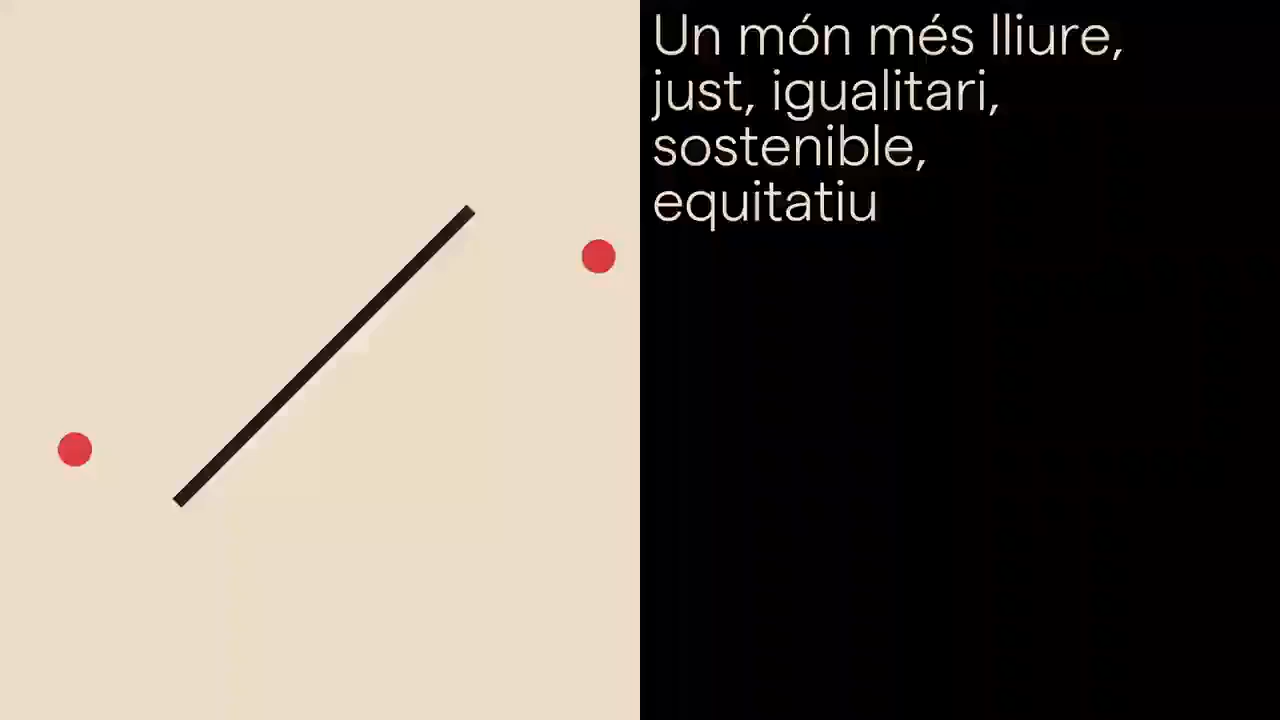 Un món més lliure,
just, igualitari,
sostenible,
equitatiu